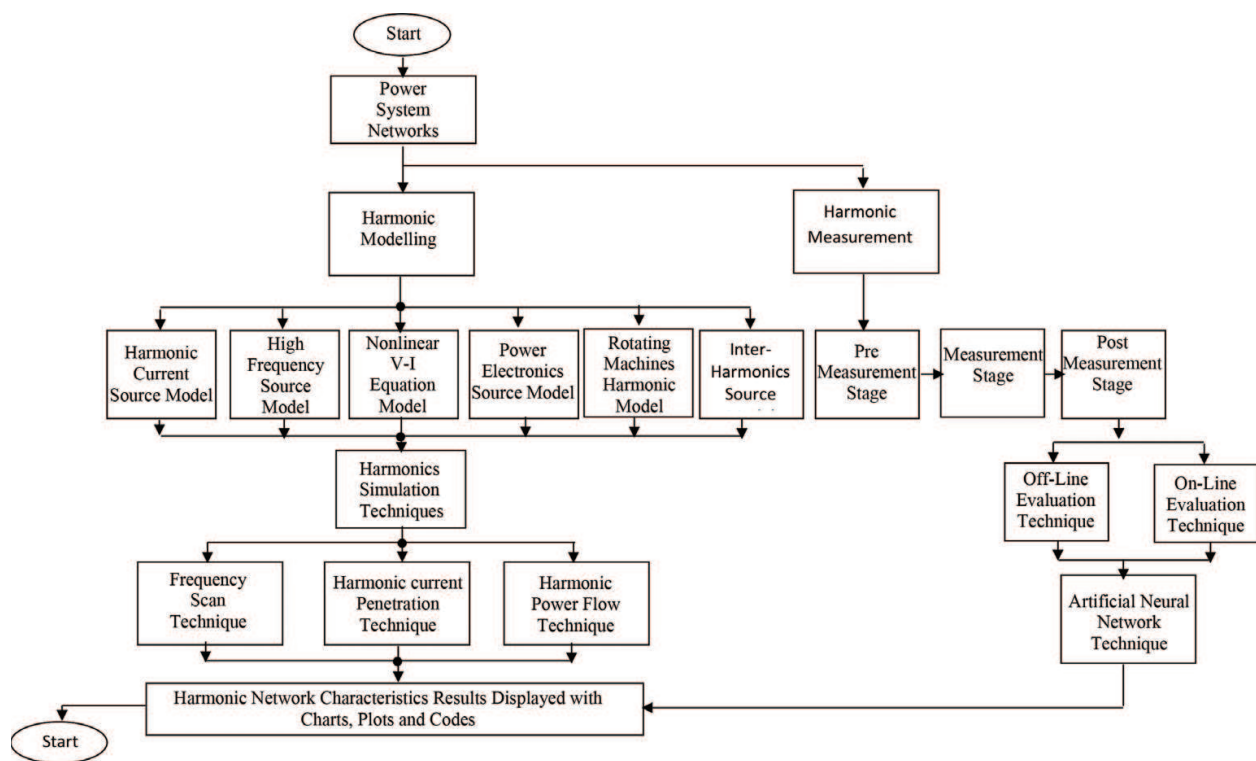 Start
Power
System
Networks
Harmonic
Modelling
Harmonic
Measurement
Harmonic
Current
Source Model
High
Frequency
Source
Model
Nonlinear
V-I
Equation
Model
Power
Electronics
Source Model
Rotating
Machines
Harmonic
Model
Inter-
Harmonics
Source
Pre
Measurement
Stage
Measurement
Stage
Post
Measurement
Stage
Harmonics
Simulation
Techniques
Off-Line
Evaluation
Technique
On-Line
Evaluation
Technique
Frequency
Scan
Technique
Harmonic current
Penetration
Technique
Harmonic
Power Flow
Technique
Artificial Neural
Network
Technique
Harmonic Network Characteristics Results Displayed with
Charts, Plots and Codes
Start